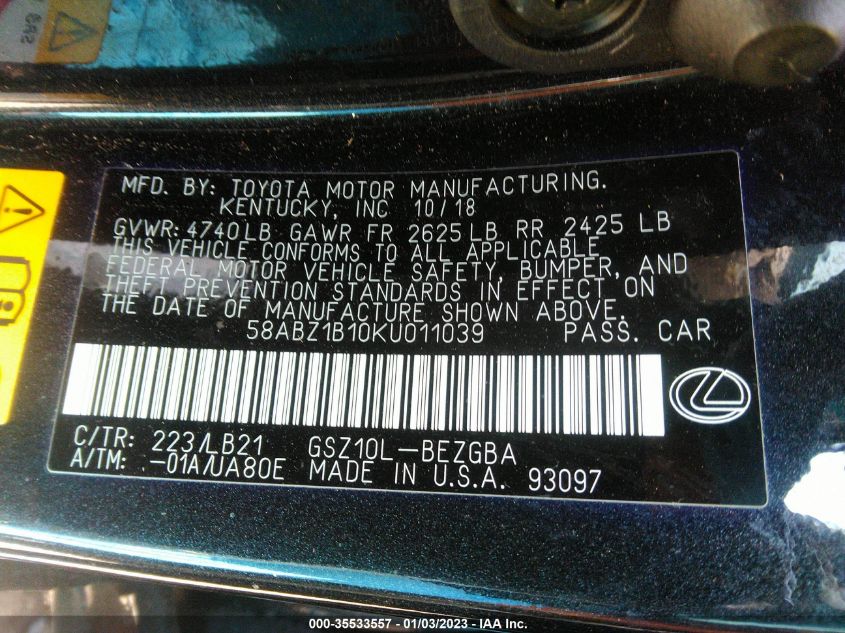 SRS
MFD. BY: TOYOTA MOTOR MANUFACTURING.
KENTUCKY, INC 10/18
GVWR: 4740LB GAWR FR 2625LB RR 2425 LB
THIS VEHICLE CONFORMS TO ALL APPLICABLE
FEDERAL MOTOR VEHICLE SAFETY, BUMPER, AND
THEFT PREVENTION STANDARDS IN EFFECT ON
THE DATE OF MANUFACTURE SHOWN ABOVE.
58ABZ1B10KU011039 PASS. CAR
C/TR: 223/LB21 GSZ10L-BEZGBA
A/TM: -01A/UA80E MADE IN U.S.A. 93097
000-35533557 - 01/03/2023 - © IAA Inc.